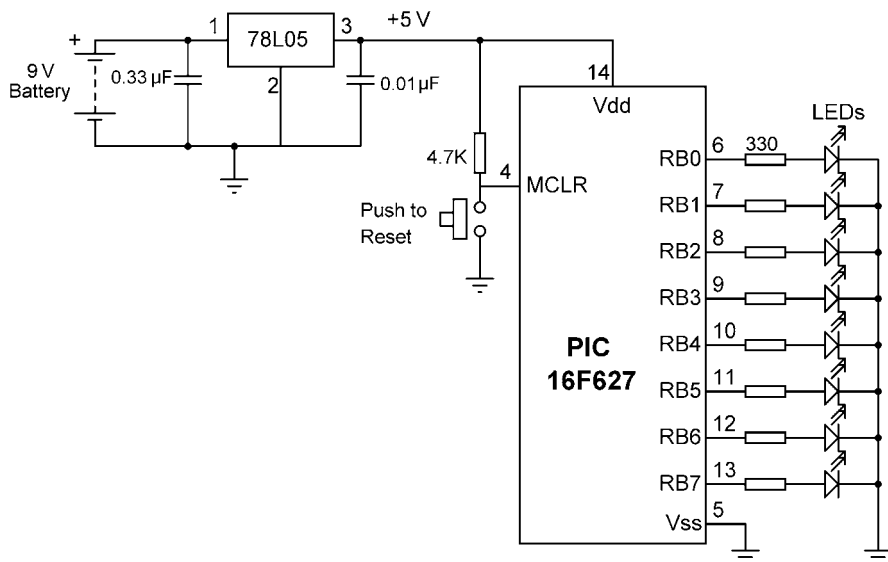 +5 V
1
78L05
3
+
9 V
Battery
0.33 µF
2
0.01µF
14
Vdd
LEDs
4.7K
4
MCLR
Push to
Reset
RB0
6
330
RB1
7
RB2
8
RB3
9
RB4
10
PIC
16F627
RB5
11
RB6
12
RB7
13
Vss
5